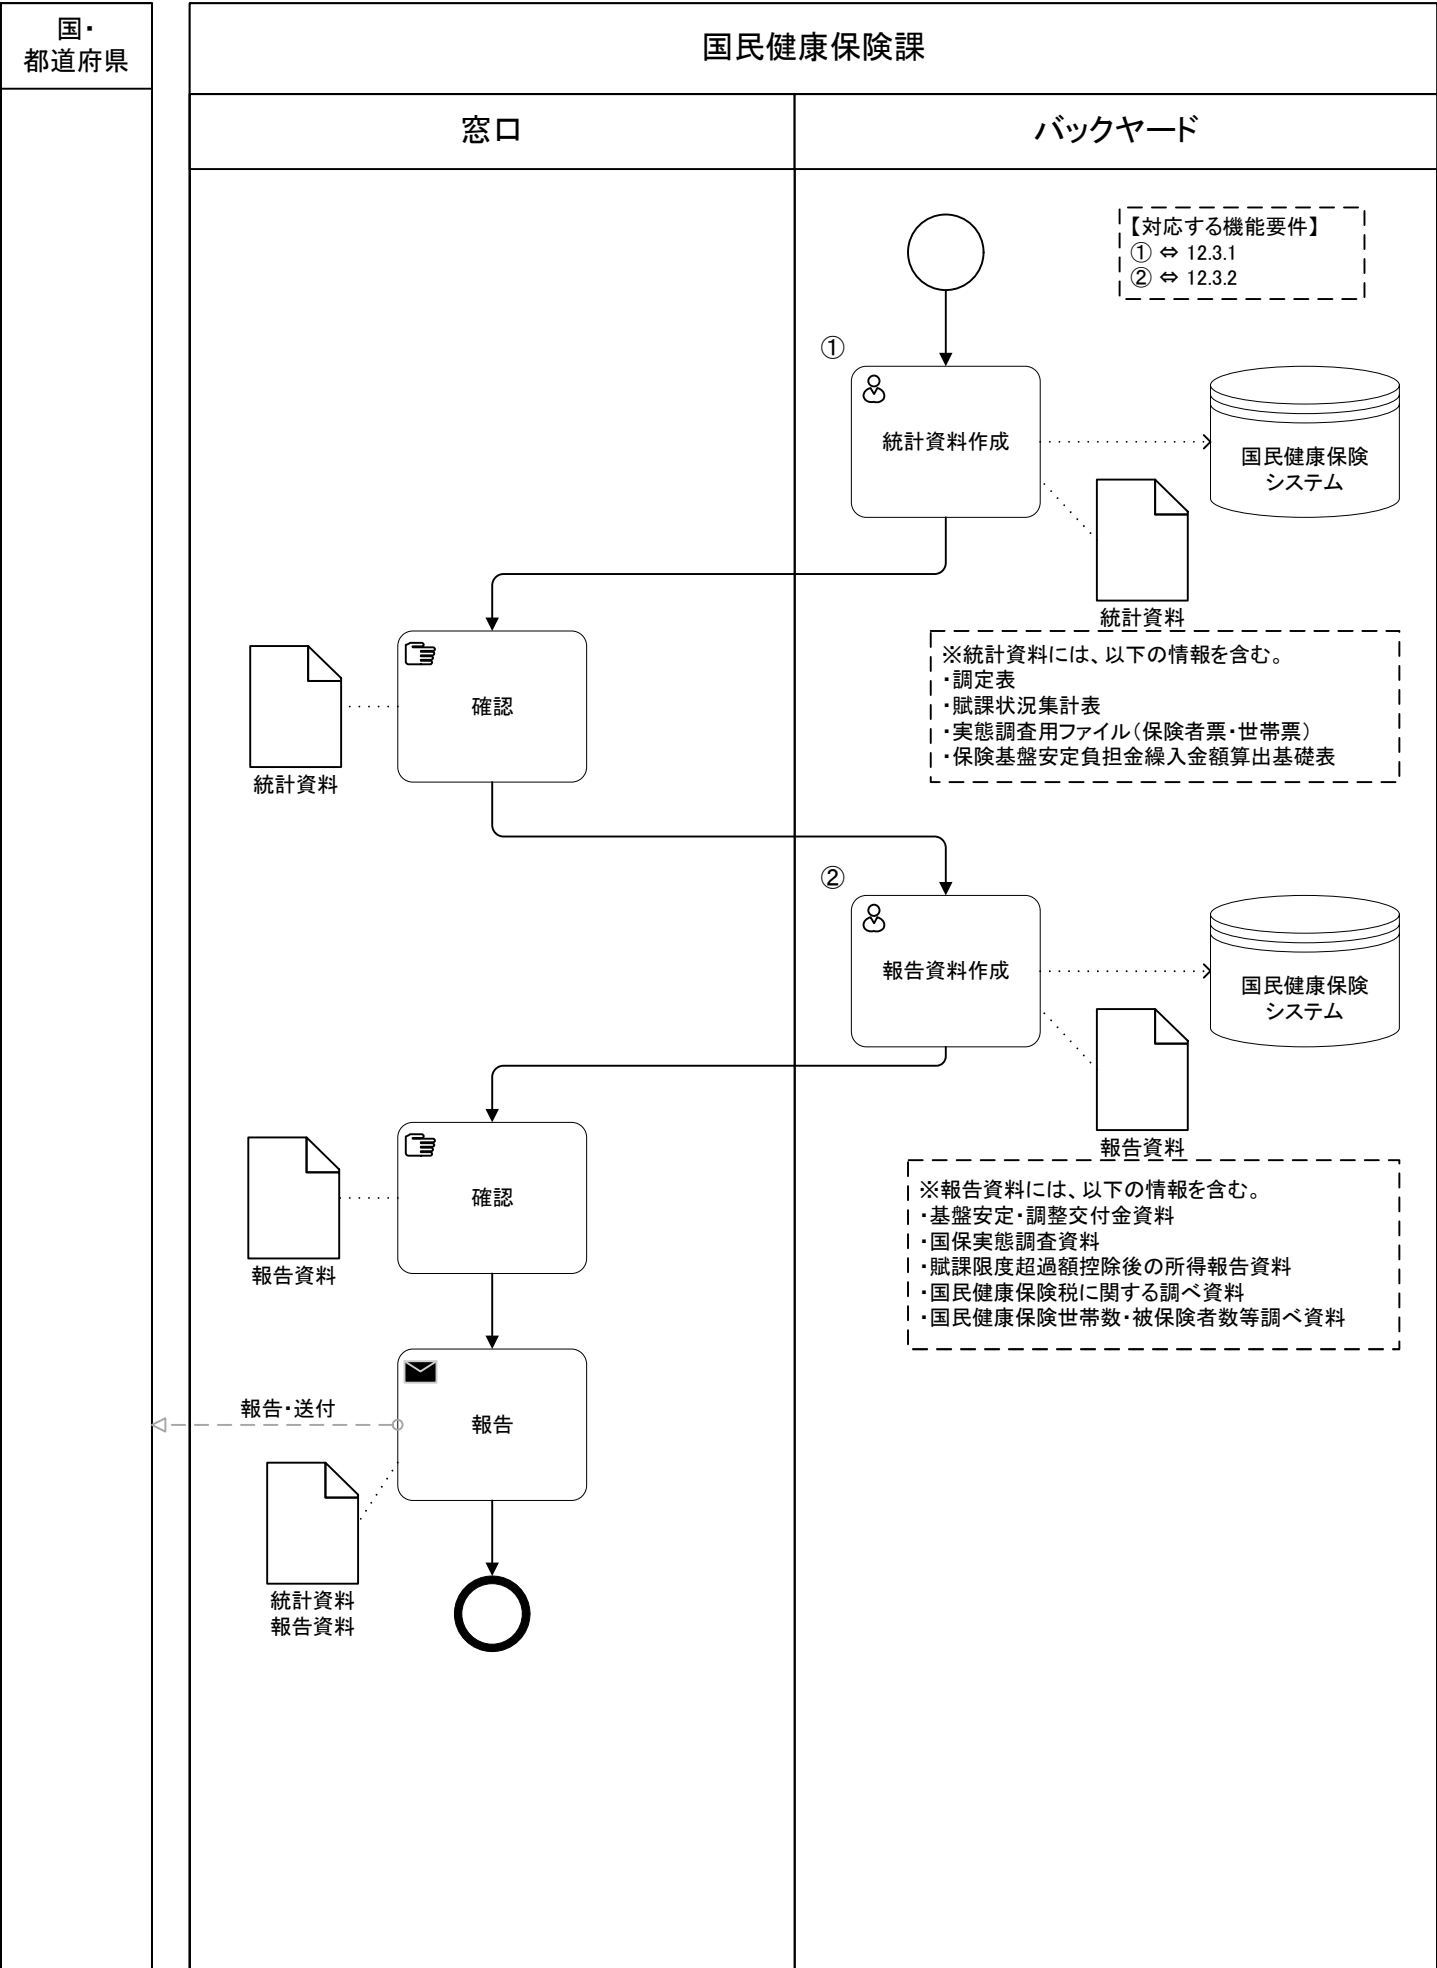 国・
都道府県
国民健康保険課
窓口
バックヤード
【対応する機能要件】
① ⇔ 12.3.1
② ⇔ 12.3.2
①
統計資料作成
国民健康保険
システム
統計資料
※統計資料には、以下の情報を含む。
・調定表
・賦課状況集計表
・実態調査用ファイル（保険者票・世帯票）
・保険基盤安定負担金繰入金額算出基礎表
確認
統計資料
②
報告資料作成
国民健康保険
システム
報告資料
※報告資料には、以下の情報を含む。
・基盤安定・調整交付金資料
・国保実態調査資料
・賦課限度超過額控除後の所得報告資料
・国民健康保険税に関する調べ資料
・国民健康保険世帯数・被保険者数等調べ資料
確認
報告資料
報告・送付
報告
統計資料
報告資料